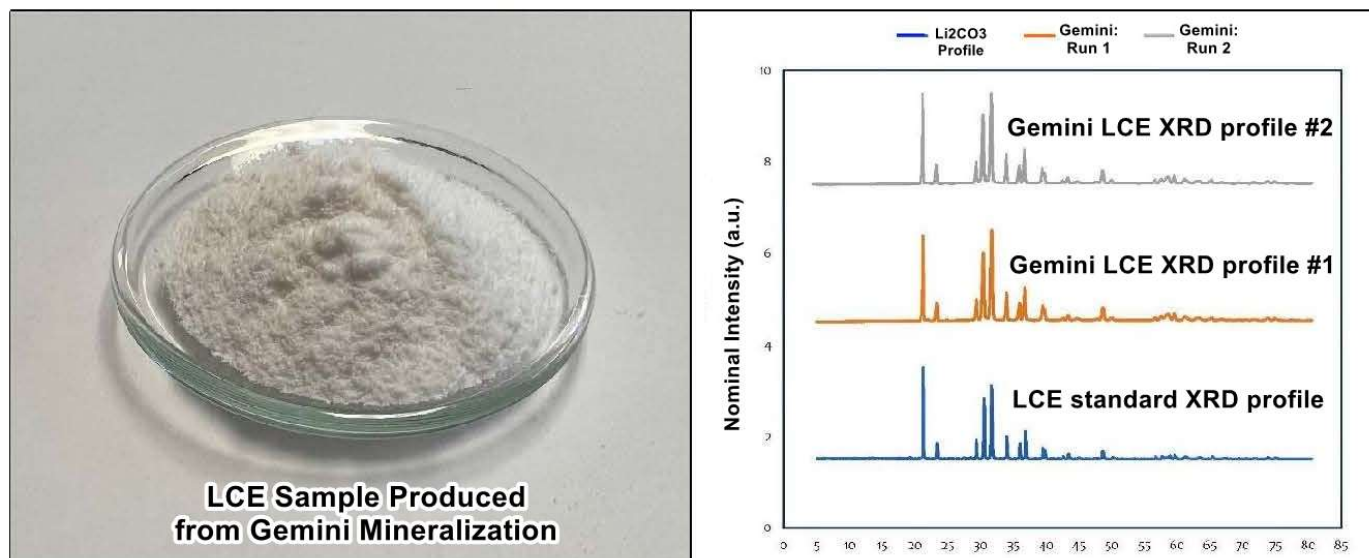 LCE Sample Produced
from Gemini Mineralization
Li2CO3
Profile
Gemini:
Run 1
Gemini:
Run 2
Nominal Intensity (a.u.)
10
8
6
4
2
0
Gemini LCE XRD profile #2
Gemini LCE XRD profile #1
LCE standard XRD profile
0 5 10 15 20 25 30 35 40 45 50 55 60 65 70 75 80 85